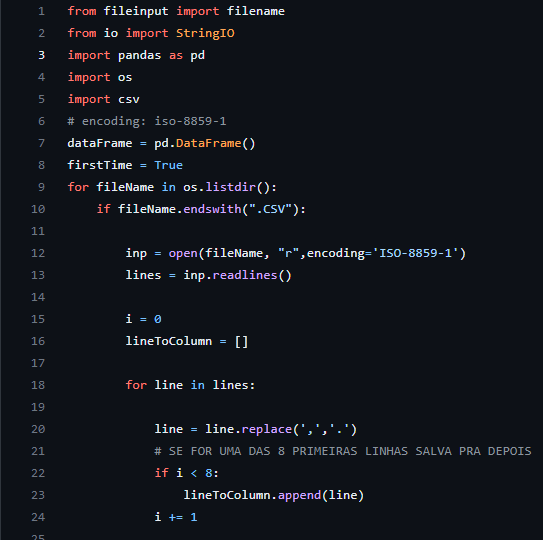 1 from fileinput import filename
2 from io import StringIO
3 import pandas as pd
4 import os
5 import csv
6 # encoding: iso-8859-1
7 dataFrame = pd.DataFrame()
8 firstTime = True
9 for fileName in os.listdir():
10     if fileName.endswith(".CSV"):
11
12         inp = open(fileName, "r",encoding='ISO-8859-1')
13         lines = inp.readlines()
14
15         i = 0
16         lineToColumn = []
17
18         for line in lines:
19
20             line = line.replace(',','.')
21             # SE FOR UMA DAS 8 PRIMEIRAS LINHAS SALVA PRA DEPOIS
22             if i < 8:
23                 lineToColumn.append(line)
24             i += 1
25